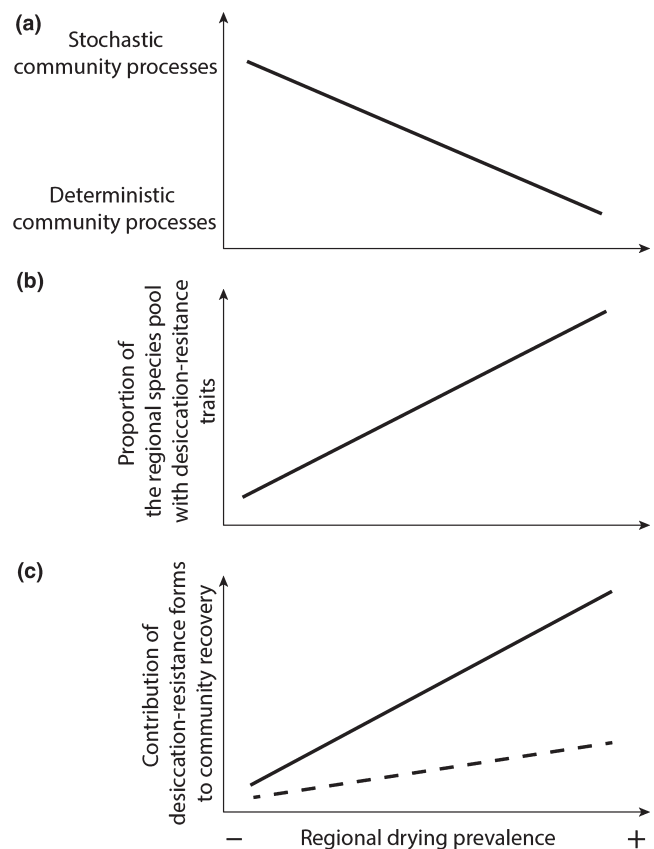 (a)
Stochastic
community processes
Deterministic
community processes
(b)
Proportion of
the regional species pool
with desiccation-resitance
traits
(c)
Contribution of
desiccation-resistance forms
to community recovery
− Regional drying prevalence +